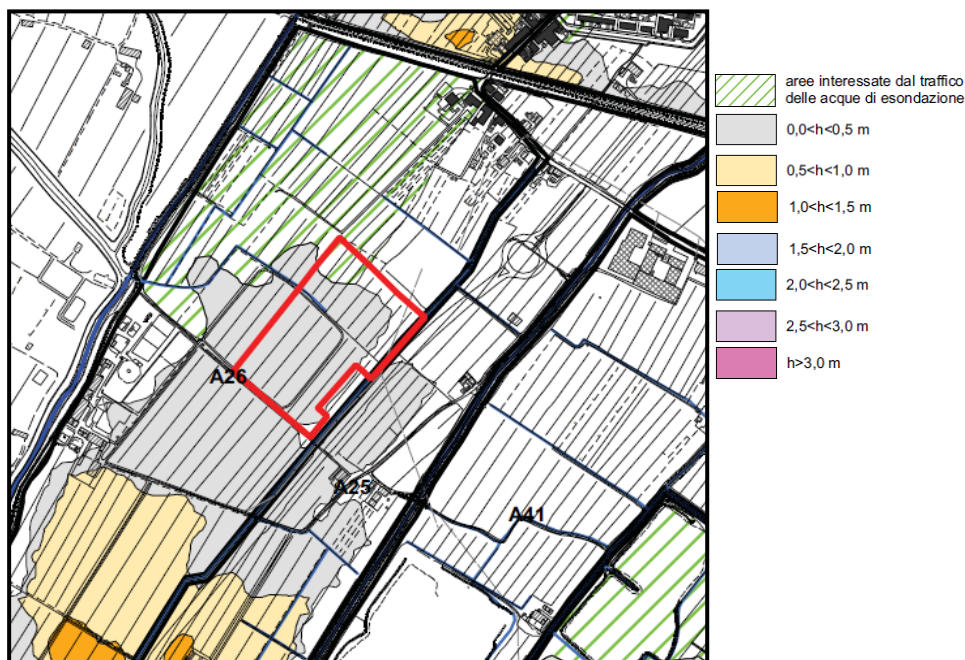 aree interessate dal traffico
delle acque di esondazione
0,0<h<0,5 m
0,5<h<1,0 m
1,0<h<1,5 m
1,5<h<2,0 m
2,0<h<2,5 m
2,5<h<3,0 m
h>3,0 m
A26
A25
A41